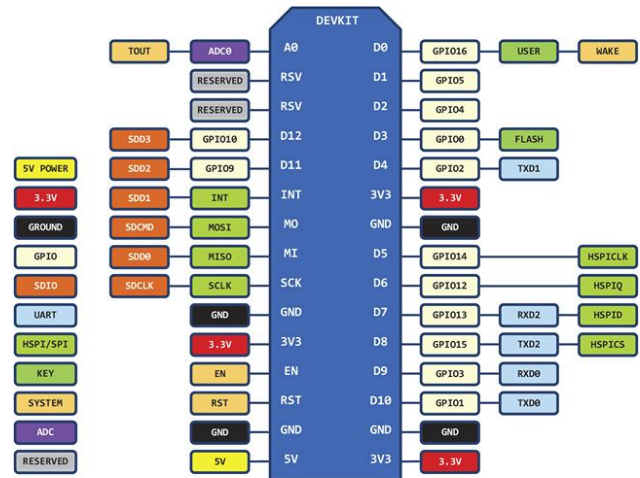 DEVKIT
TOUT ADC0 A0 D0 GPIO16 USER WAKE
RESERVED RSV D1 GPIO5
RESERVED RSV D2 GPIO4
SDD3 GPIO10 D12 D3 GPIO0 FLASH
5V POWER SDD2 GPIO9 D11 D4 GPIO2 TXD1
3.3V SDD1 INT INT 3V3 3.3V
GROUND SDCMD MOSI MO GND GND
GPIO SDD0 MISO MI D5 GPIO14 HSPICLK
SDIO SDCLK SCLK SCK D6 GPIO12 HSPIQ
UART GND GND D7 GPIO13 RXD2 HSPID
HSPI/SPI 3.3V 3V3 D8 GPIO15 TXD2 HSPICS
KEY EN EN D9 GPIO3 RXD0
SYSTEM RST RST D10 GPIO1 TXD0
ADC GND GND GND GND
RESERVED 5V 5V 3V3 3.3V